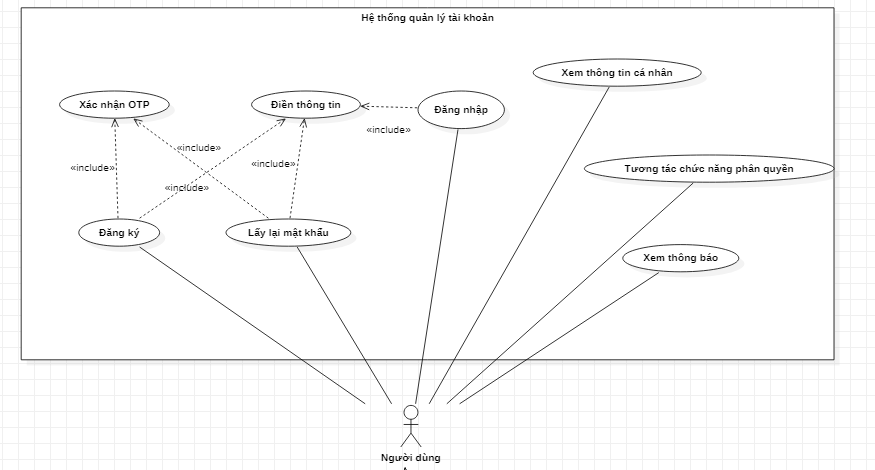 Hệ thống quản lý tài khoản
Xem thông tin cá nhân
Xác nhận OTP
Điền thông tin
Đăng nhập
«include»
«include»
«include»
«include»
«include»
Tương tác chức năng phân quyền
Đăng ký
Lấy lại mật khẩu
Xem thông báo
Người dùng